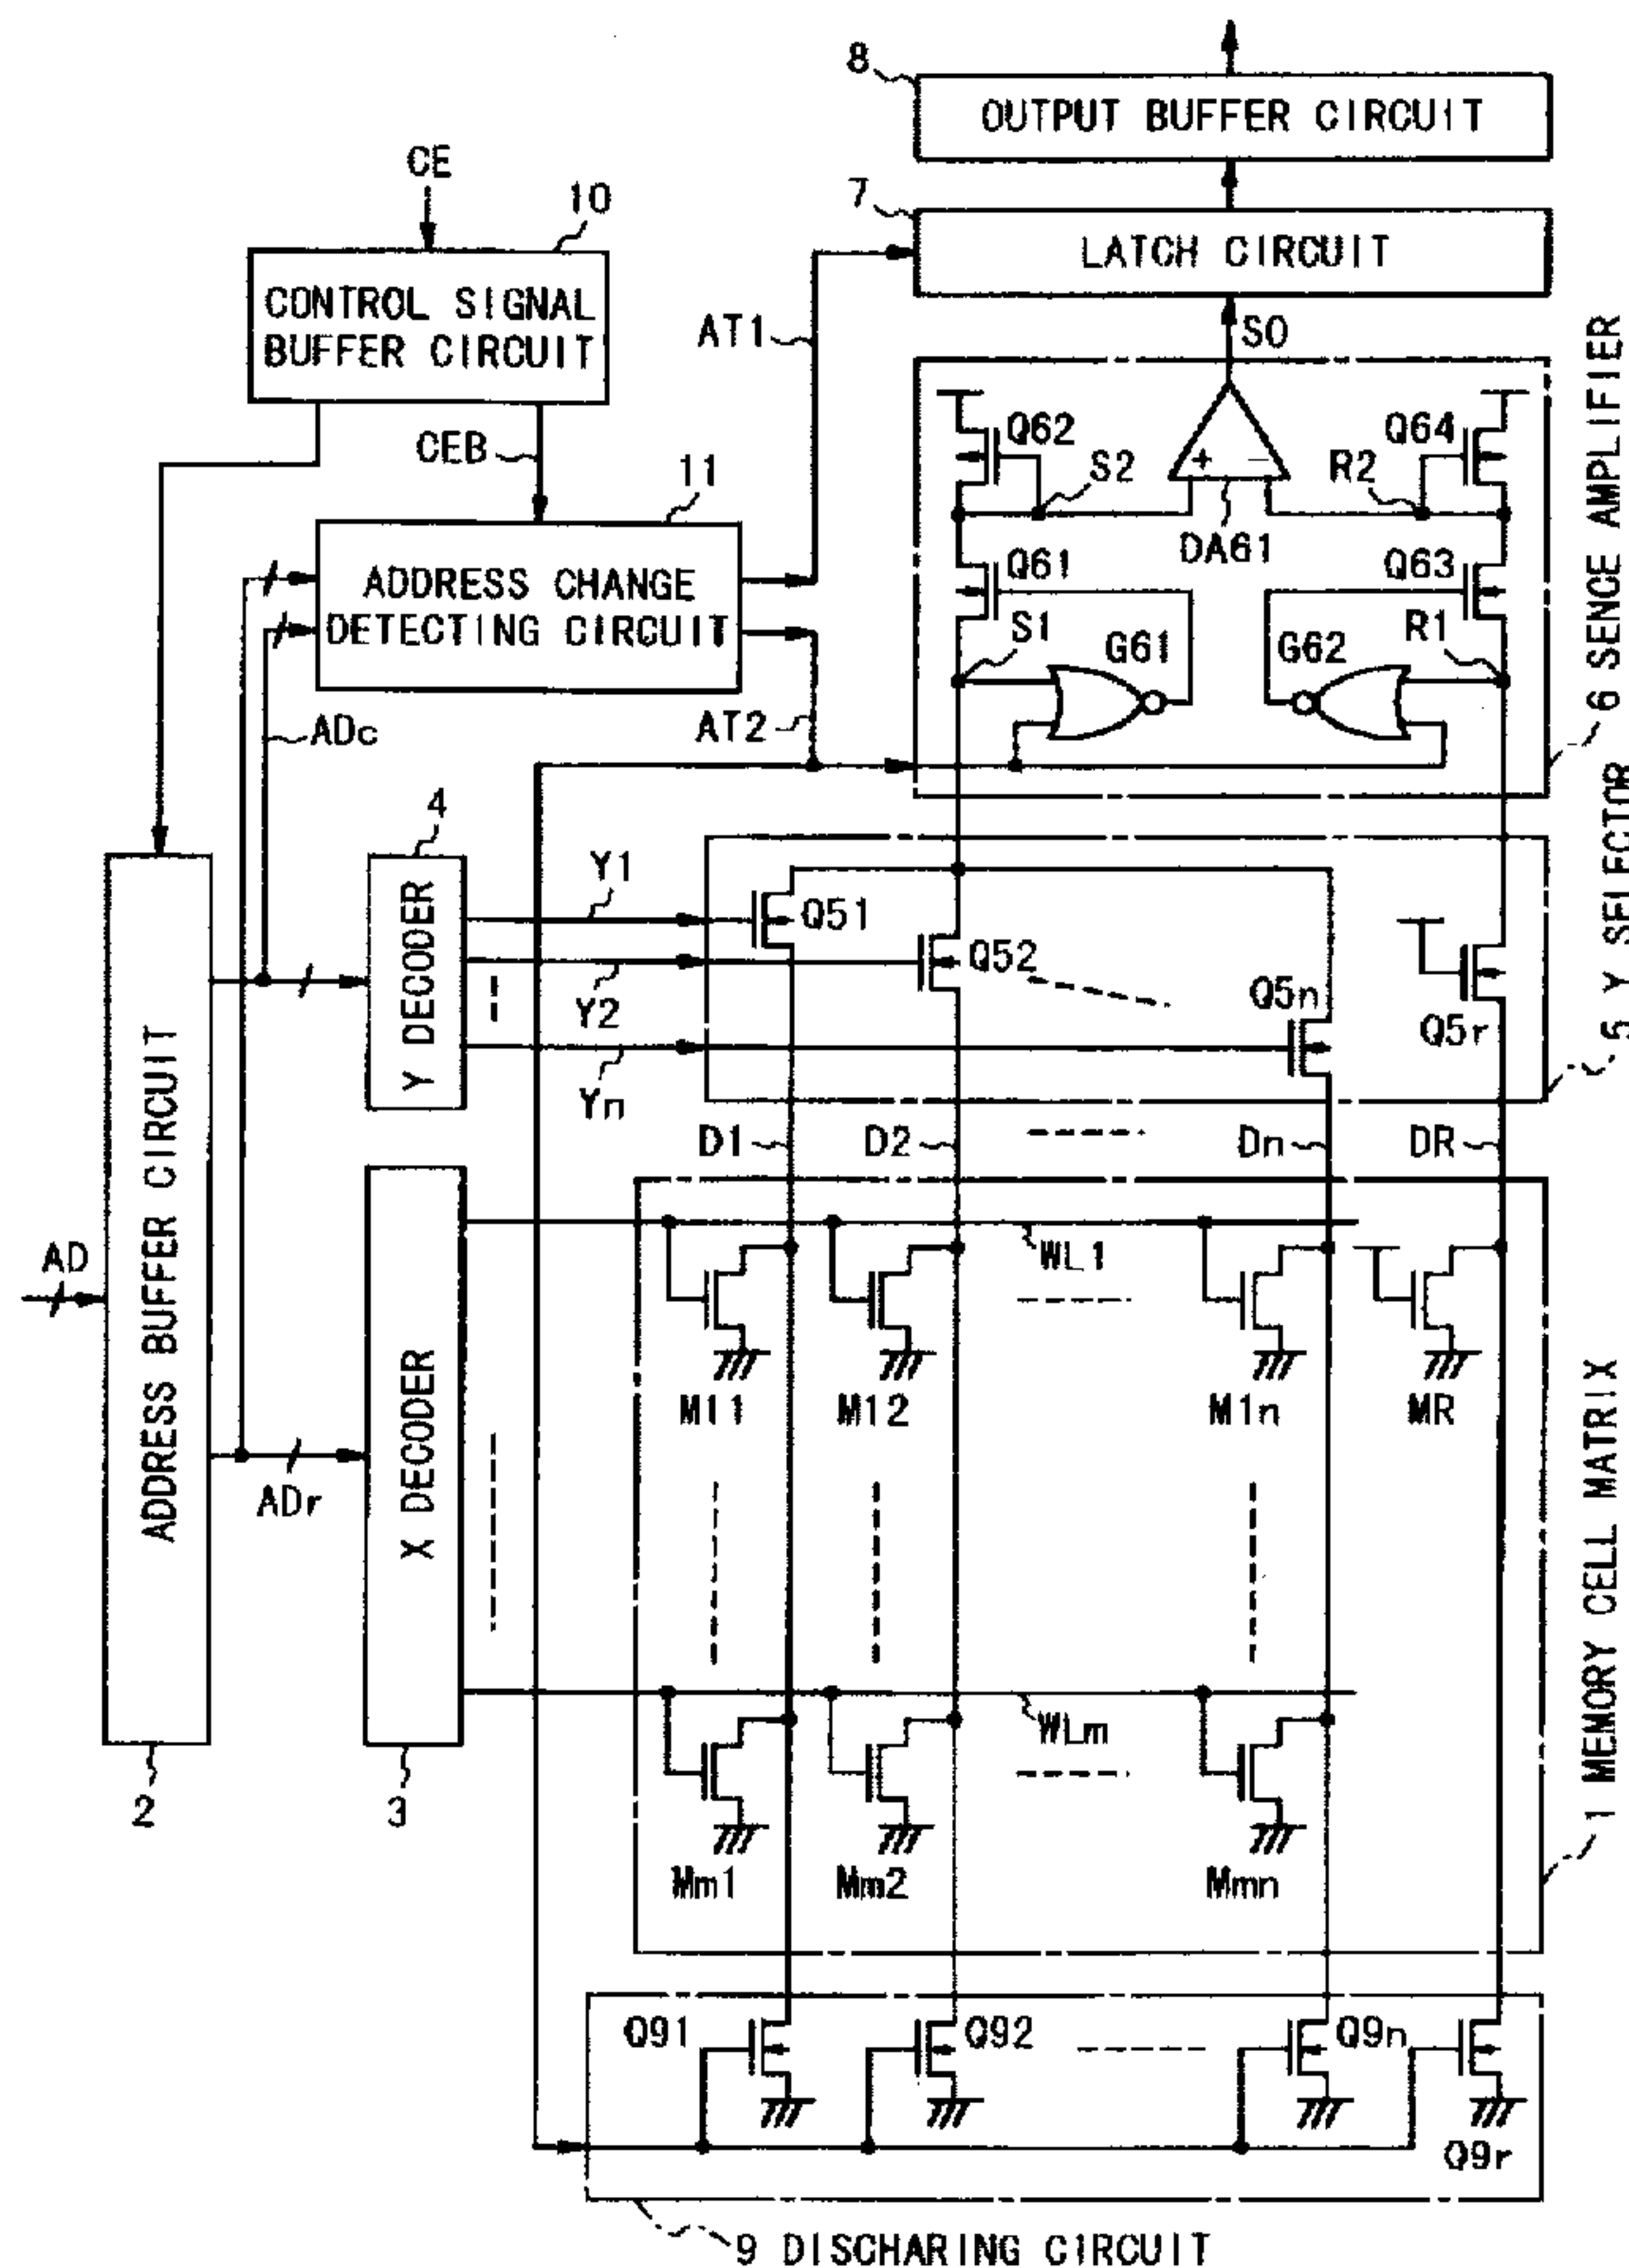 8
OUTPUT BUFFER CIRCUIT
CE
10
7
LATCH CIRCUIT
CONTROL SIGNAL
BUFFER CIRCUIT
AT1
SO
CEB
11
Q62
S2
+
-
R2
Q64
DA61
ADDRESS CHANGE
DETECTING CIRCUIT
Q61
Q63
S1
G61
G62
R1
6 SENCE AMPLIFIER
ADc
AT2
4
Y DECODER
Y1
Q51
Y2
Q52
Q5n
Yn
Q5r
5 Y SELECTOR
D1
D2
Dn
DR
AD
ADDRESS BUFFER CIRCUIT
2
ADr
X DECODER
3
WL1
M11
M12
M1n
MR
WLm
Mm1
Mm2
Mmn
1 MEMORY CELL MATRIX
Q91
Q92
Q9n
Q9r
9 DISCHARING CIRCUIT